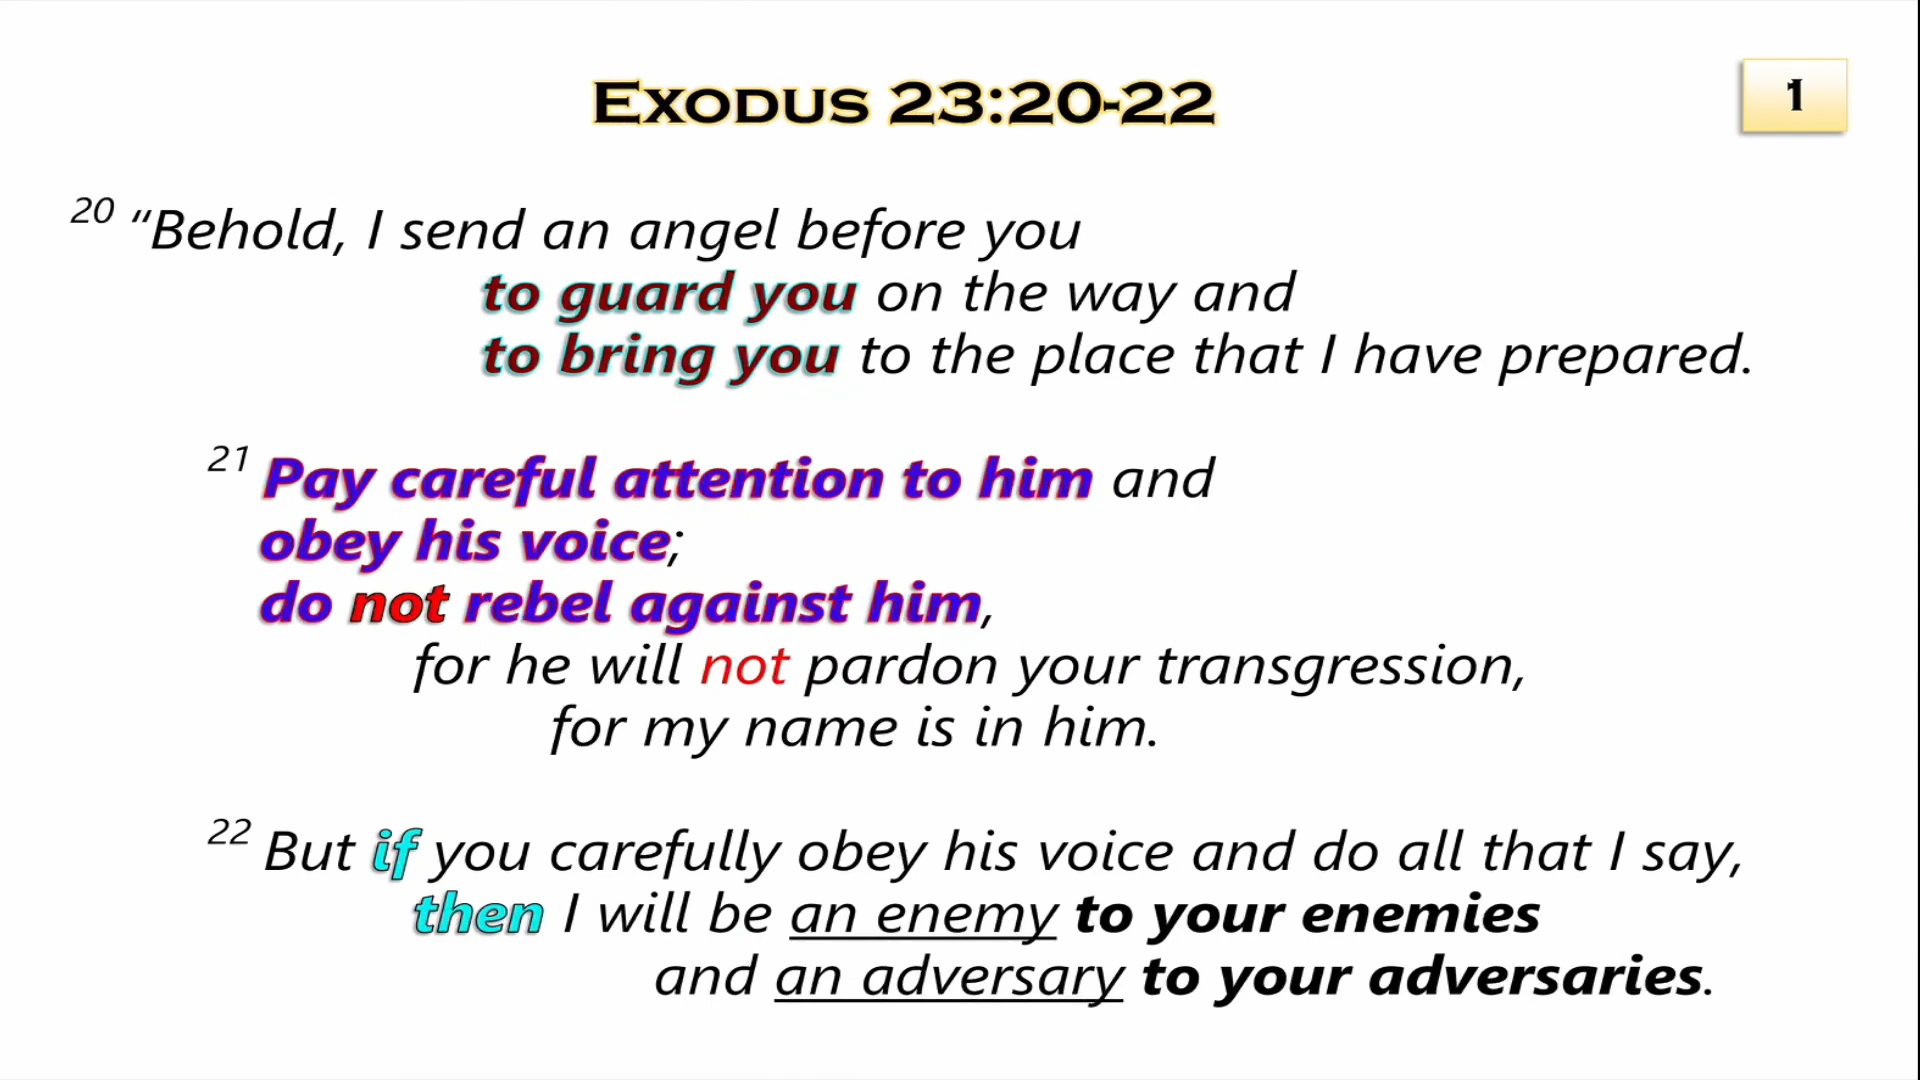 Exodus 23:20-22
1
20 “Behold, I send an angel before you
to guard you on the way and
to bring you to the place that I have prepared.
21 Pay careful attention to him and
obey his voice;
do not rebel against him,
for he will not pardon your transgression,
for my name is in him.
22 But if you carefully obey his voice and do all that I say,
then I will be an enemy to your enemies
and an adversary to your adversaries.